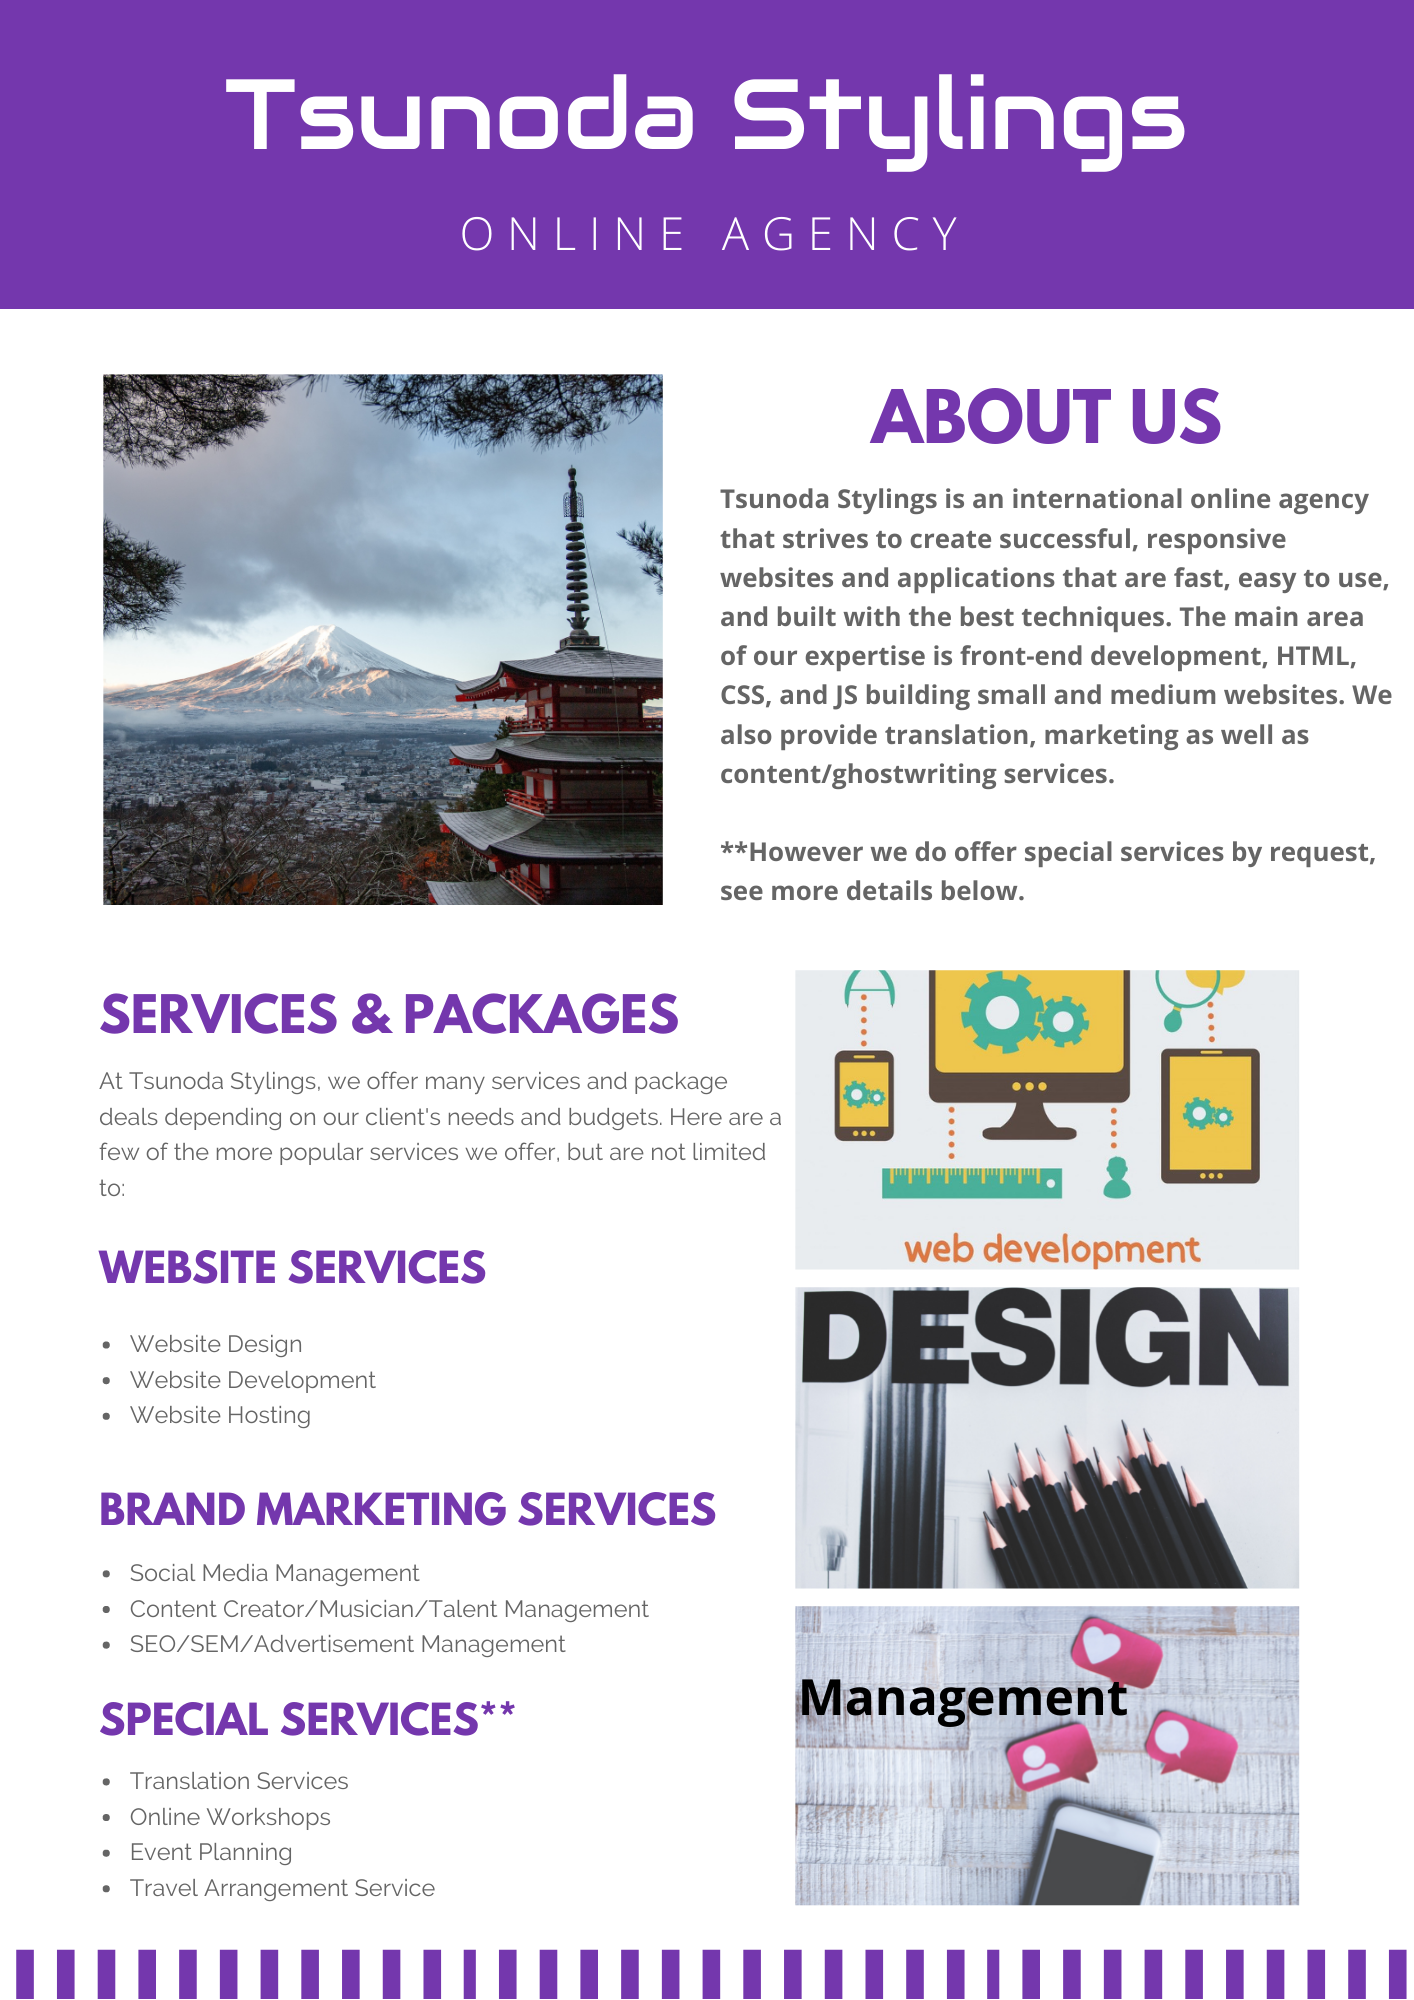 Tsunoda Stylings
ONLINE AGENCY
ABOUT US
Tsunoda Stylings is an international online agency
that strives to create successful, responsive
websites and applications that are fast, easy to use,
and built with the best techniques. The main area
of our expertise is front-end development, HTML,
CSS, and JS building small and medium websites. We
also provide translation, marketing as well as
content/ghostwriting services.
**However we do offer special services by request,
see more details below.
SERVICES & PACKAGES
At Tsunoda Stylings, we offer many services and package
deals depending on our client's needs and budgets. Here are a
few of the more popular services we offer, but are not limited
to:
WEBSITE SERVICES
• Website Design
• Website Development
• Website Hosting
BRAND MARKETING SERVICES
• Social Media Management
• Content Creator/Musician/Talent Management
• SEO/SEM/Advertisement Management
SPECIAL SERVICES**
• Translation Services
• Online Workshops
• Event Planning
• Travel Arrangement Service
web development
DESIGN
Management